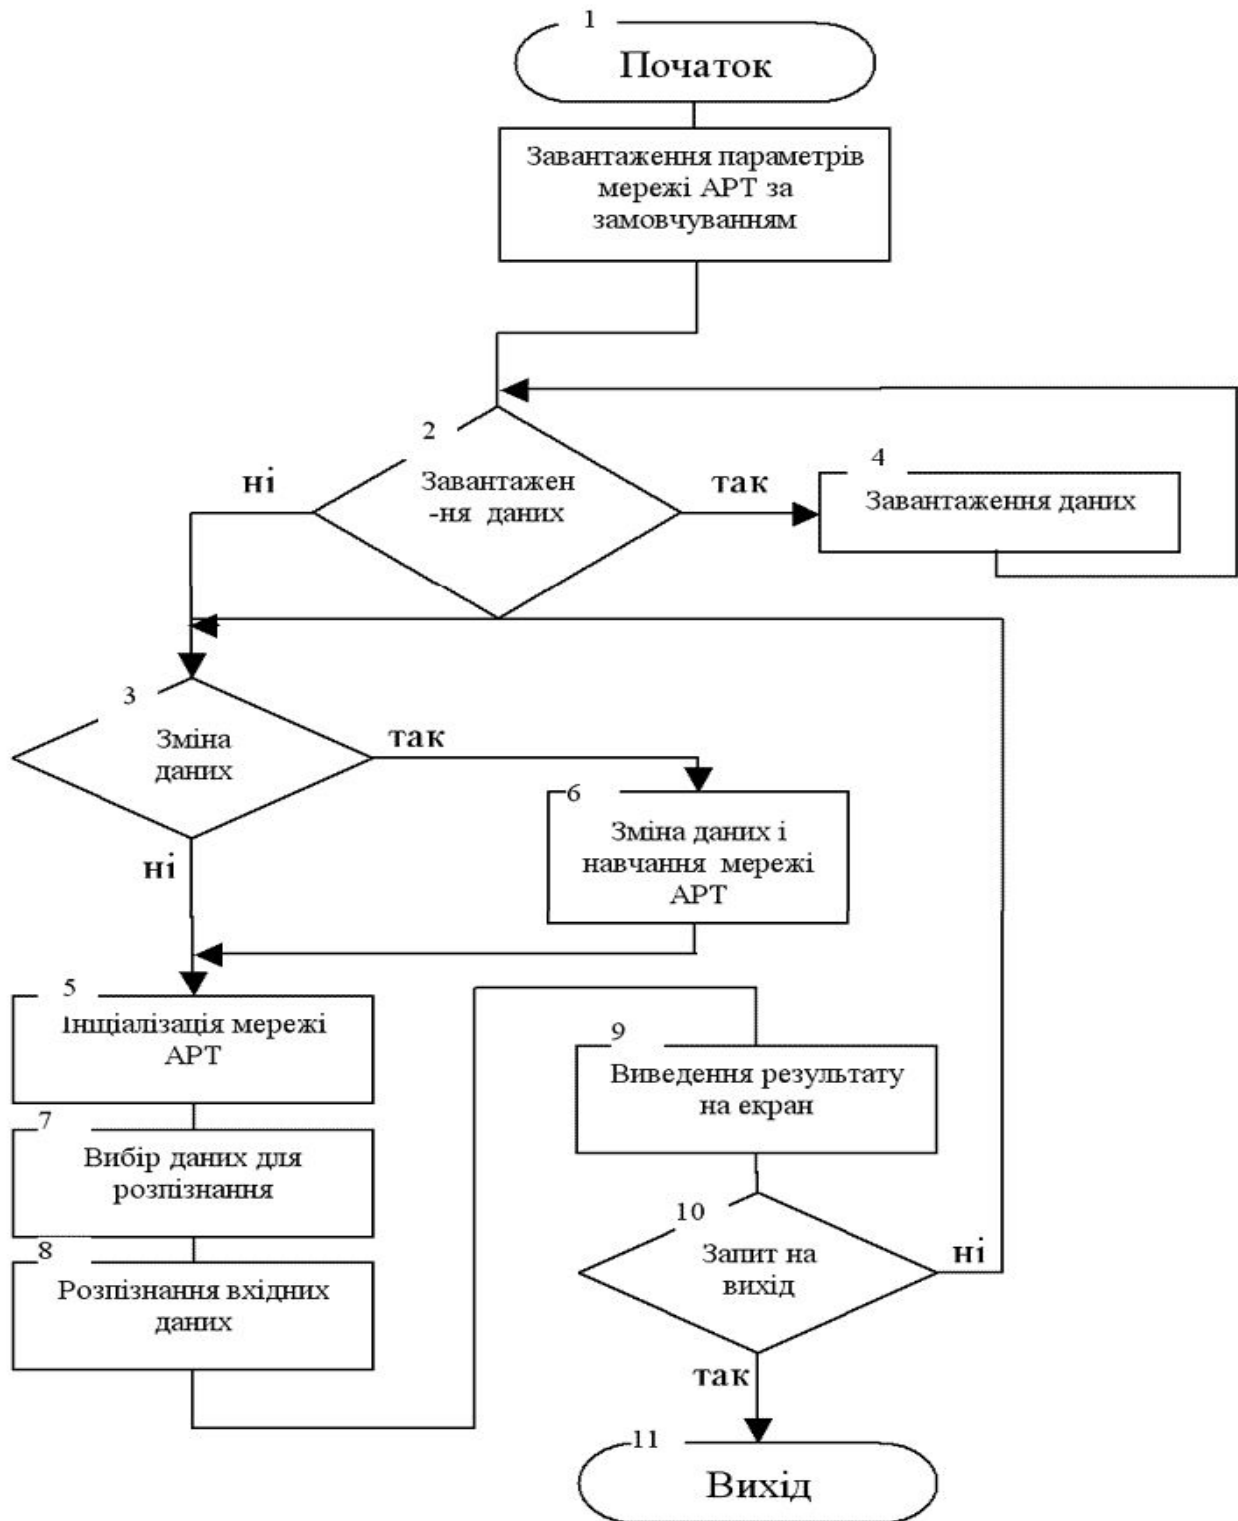 1
Початок
Завантаження параметрів
мережі АРТ за
замовчуванням
2
ні
Завантажен
-ня даних
так
4
Завантаження даних
3
Зміна
даних
так
ні
6
Зміна даних і
навчання мережі
АРТ
5
Інщіалізація мережі
АРТ
7
Вибір даних для
розпізнання
8
Розпізнання вхідних
даних
9
Виведення результату
на екран
10
Запит на
вихід
ні
так
11
Вихід